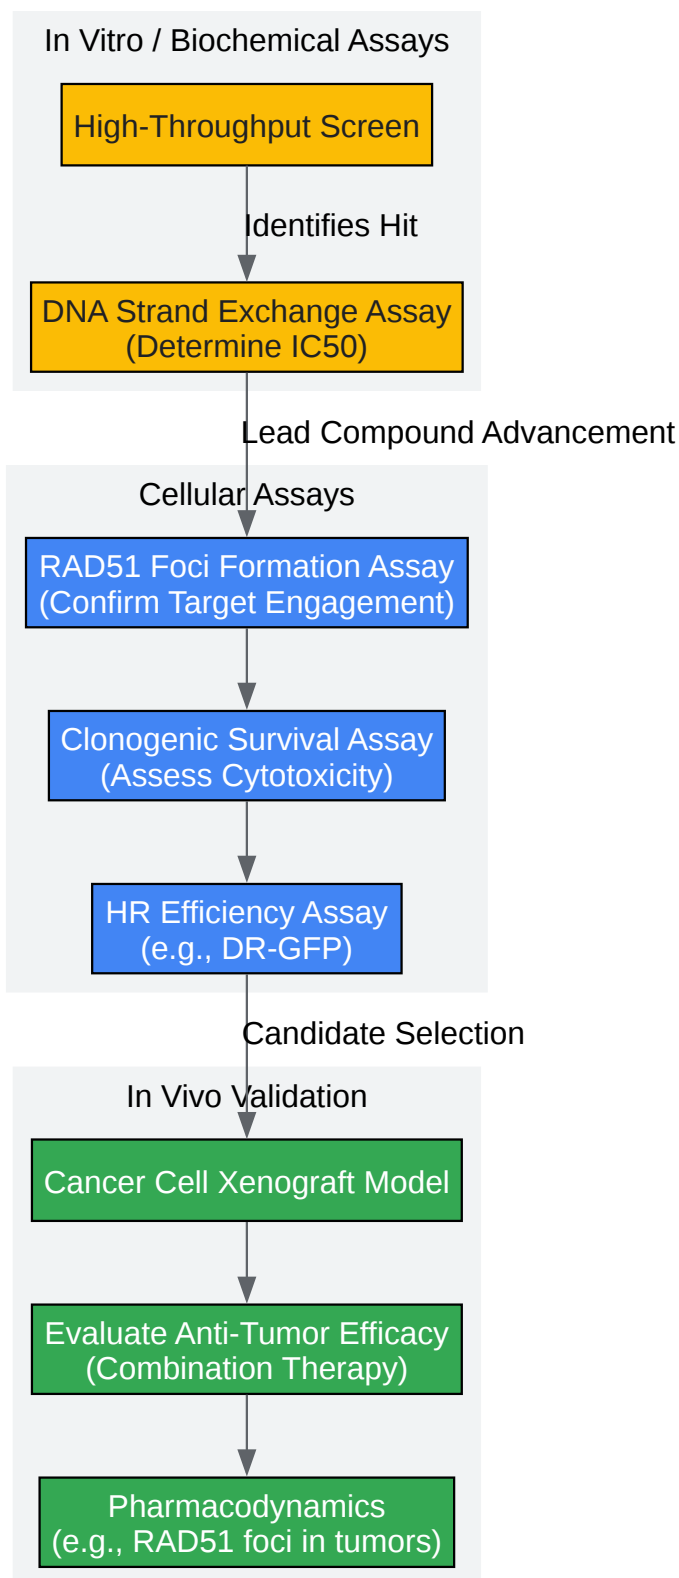 In Vitro / Biochemical Assays
High-Throughput Screen
Identifies Hit
DNA Strand Exchange Assay
(Determine IC50)
Lead Compound Advancement
Cellular Assays
RAD51 Foci Formation Assay
(Confirm Target Engagement)
Clonogenic Survival Assay
(Assess Cytotoxicity)
HR Efficiency Assay
(e.g., DR-GFP)
Candidate Selection
In Vivo Validation
Cancer Cell Xenograft Model
Evaluate Anti-Tumor Efficacy
(Combination Therapy)
Pharmacodynamics
(e.g., RAD51 foci in tumors)